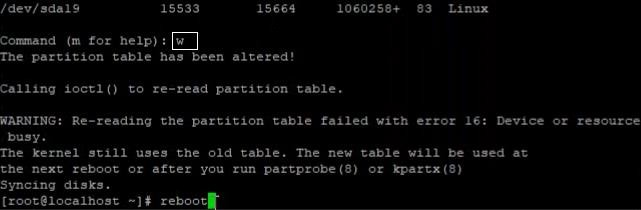 /dev/sda19 15533 15664 1060258+ 83 Linux
Command (m for help): w
The partition table has been altered!
Calling ioctl() to re-read partition table.
WARNING: Re-reading the partition table failed with error 16: Device or resource
busy.
The kernel still uses the old table. The new table will be used at
the next reboot or after you run partprobe(8) or kpartx(8)
Syncing disks.
[root@localhost ~]# reboot